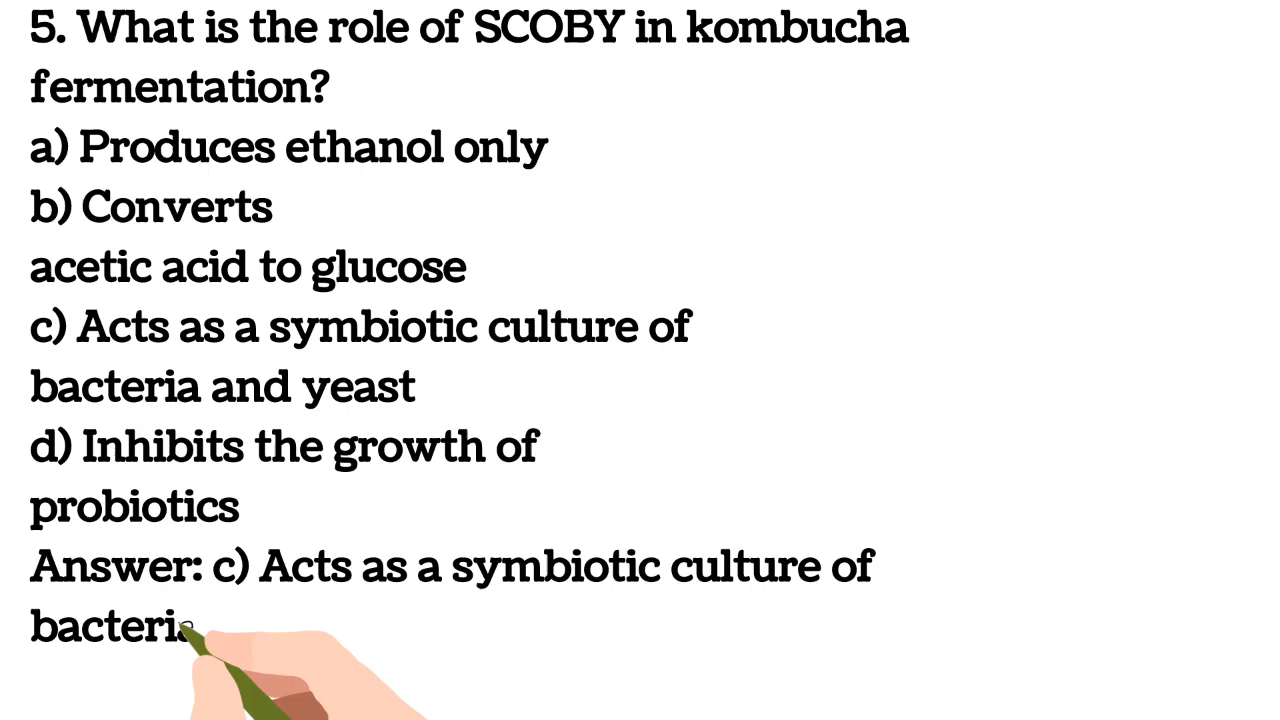 5. What is the role of SCOBY in kombucha
fermentation?
a) Produces ethanol only
b) Converts
acetic acid to glucose
c) Acts as a symbiotic culture of
bacteria and yeast
d) Inhibits the growth of
probiotics
Answer: c) Acts as a symbiotic culture of
bacteria